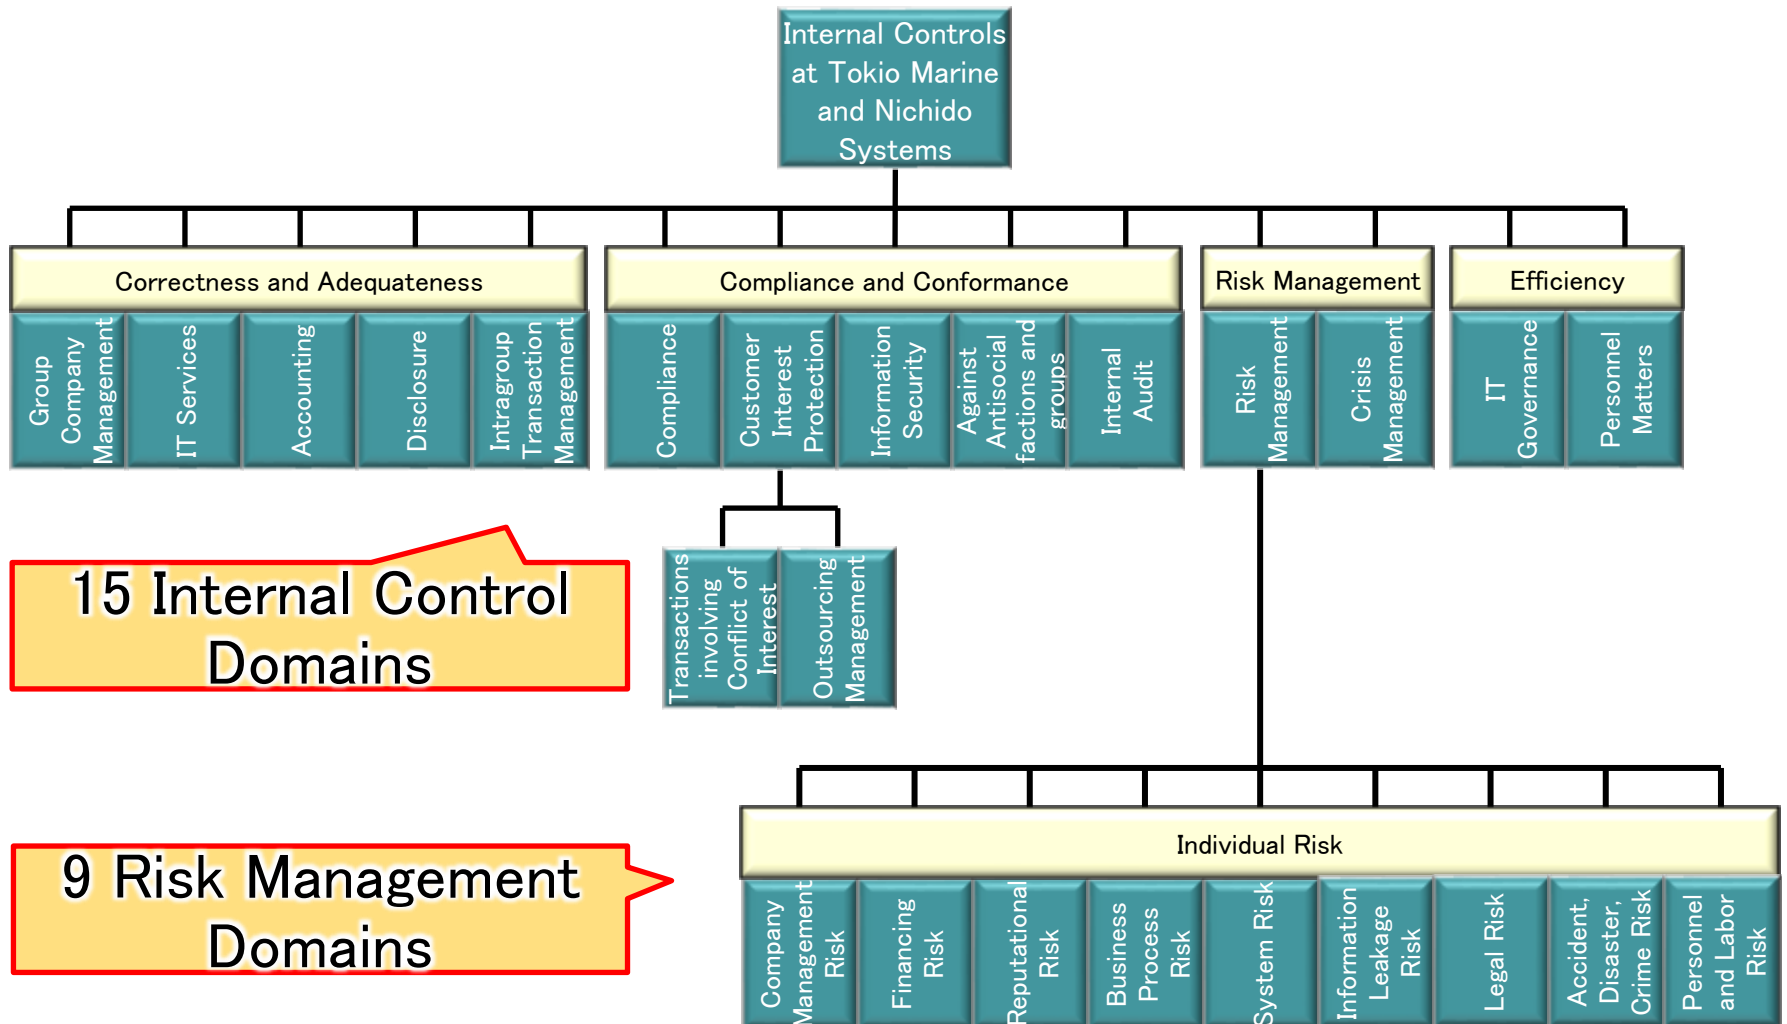 Internal Controls
at Tokio Marine
and Nichido
Systems
Correctness and Adequateness
Compliance and Conformance
Risk Management
Efficiency
Group
Company
Management
IT Services
Accounting
Disclosure
Intragroup
Transaction
Management
Compliance
Customer
Interest
Protection
Information
Security
Against
Antisocial
factions and
groups
Internal
Audit
Risk
Management
Crisis
Management
IT
Governance
Personnel
Matters
Transactions
involving
Conflict of
Interest
Outsourcing
Management
15 Internal Control
Domains
9 Risk Management
Domains
Individual Risk
Company
Management
Risk
Financing
Risk
Reputational
Risk
Business
Process
Risk
System Risk
Information
Leakage
Risk
Legal Risk
Accident,
Disaster,
Crime Risk
Personnel
and Labor
Risk